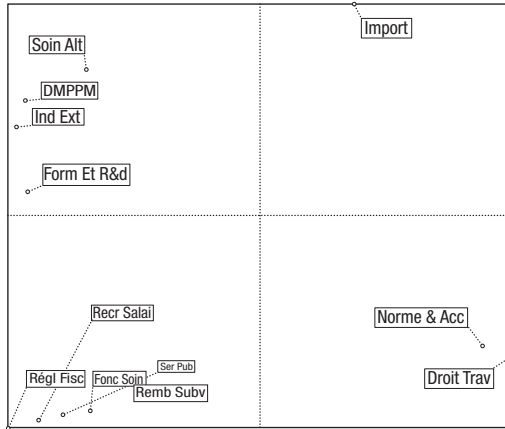 Import
Soin Alt
DMPPM
Ind Ext
Form Et R&d
Recr Salai
Norme & Acc
Ser Pub
Régl Fisc
Fonc Soin
Droit Trav
Remb Subv